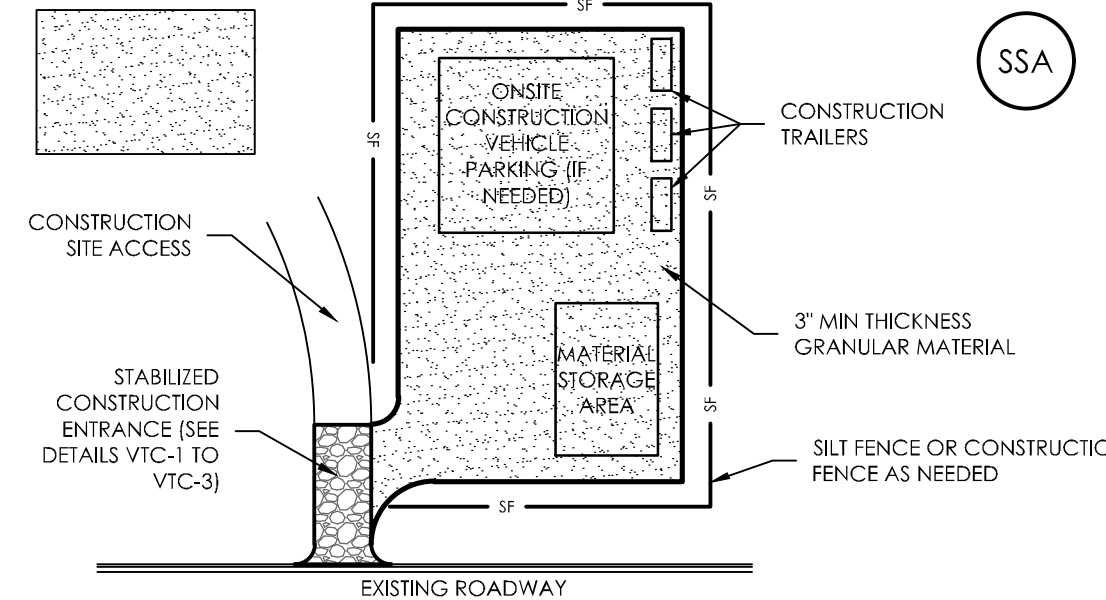 SF
SSA
ONSITE
CONSTRUCTION
VEHICLE
PARKING (IF
NEEDED)
CONSTRUCTION
TRAILERS
SF
SF
CONSTRUCTION
SITE ACCESS
3" MIN THICKNESS
GRANULAR MATERIAL
MATERIAL
STORAGE
AREA
STABILIZED
CONSTRUCTION
ENTRANCE (SEE
DETAILS VTC-1 TO
VTC-3)
SF
SILT FENCE OR CONSTRUCTIO
FENCE AS NEEDED
SF
EXISTING ROADWAY